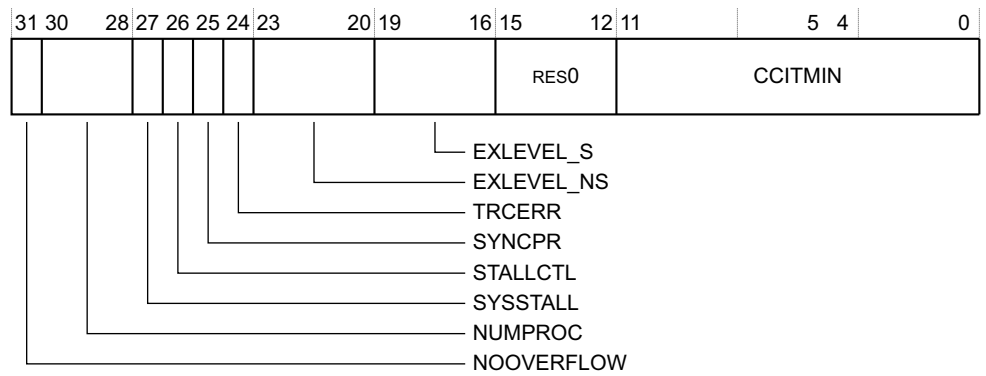 31 30 28 27 26 25 24 23 20 19 16 15 12 11 5 4 0
RES0 CCITMIN
EXLEVEL_S
EXLEVEL_NS
TRCERR
SYNCPR
STALLCTL
SYSSTALL
NUMPROC
NOOVERFLOW